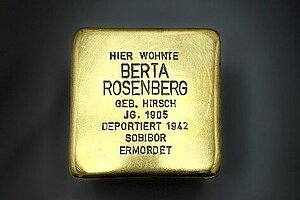 HIER WOHNTE
BERTA
ROSENBERG
GEB. HIRSCH
JG. 1905
DEPORTIERT 1942
SOBIBOR
ERMORDET